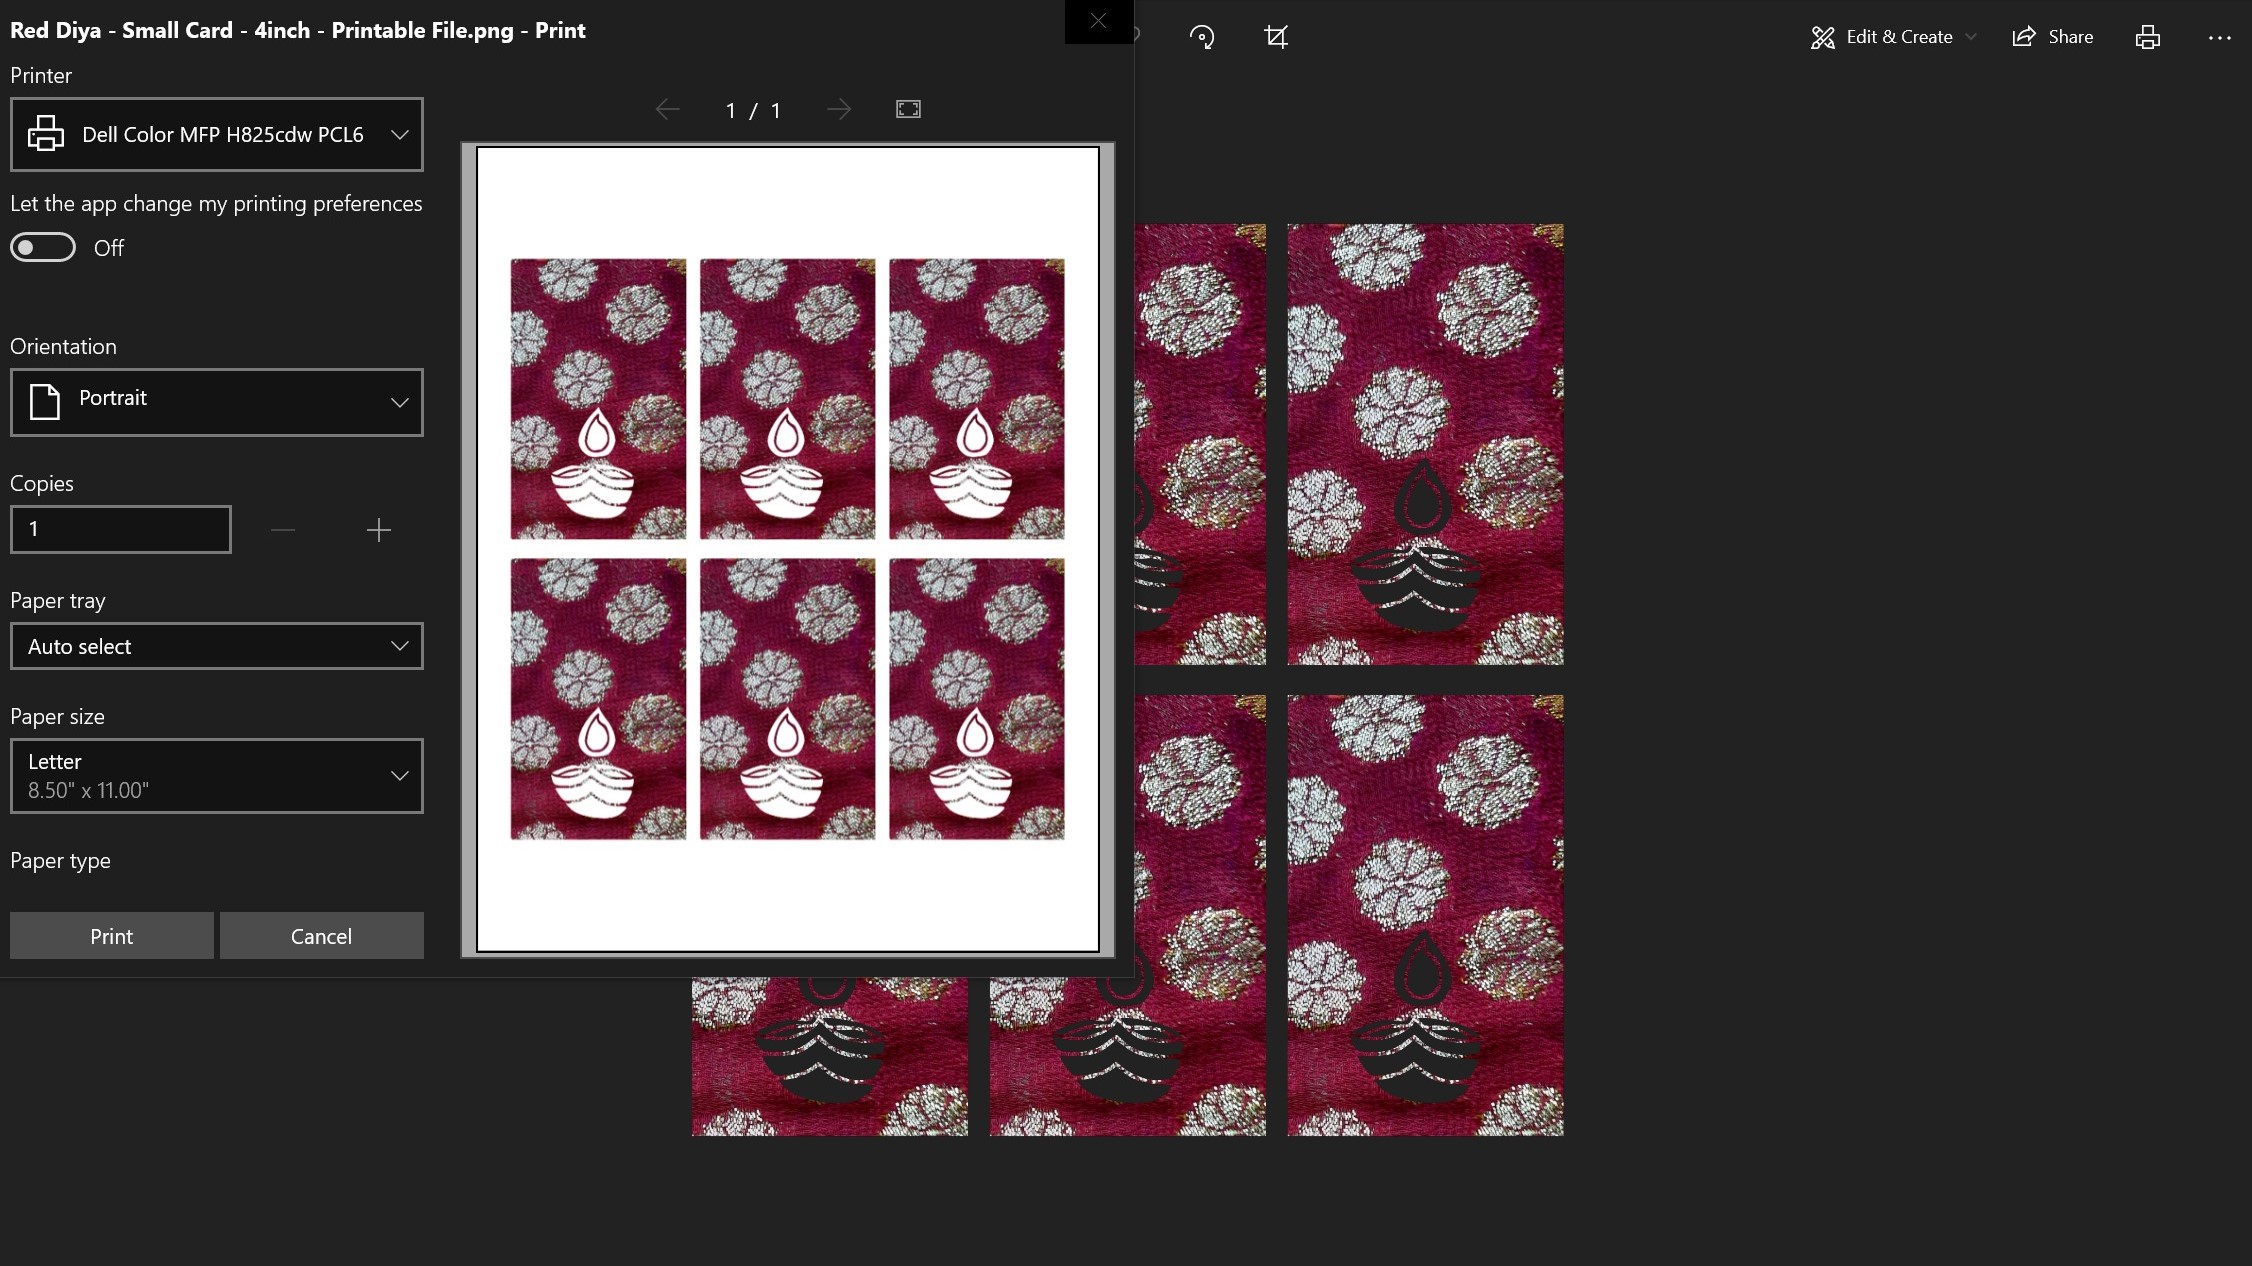 Red Diya - Small Card - 4inch - Printable File.png - Print
Edit & Create
Share
Printer
Dell Color MFP H825cdw PCL6
1 / 1
Let the app change my printing preferences
Off
Orientation
Portrait
Copies
1
Paper tray
Auto select
Paper size
Letter
8.50" x 11.00"
Paper type
Print
Cancel